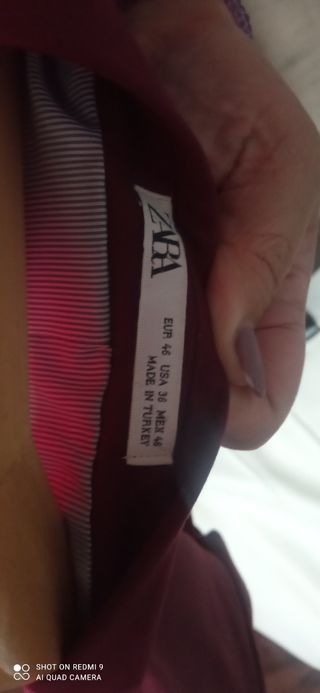 ZARA
EUR 46 USA 36 MEX 46
MADE IN TURKEY
SHOT ON REDMI 9
AI QUAD CAMERA